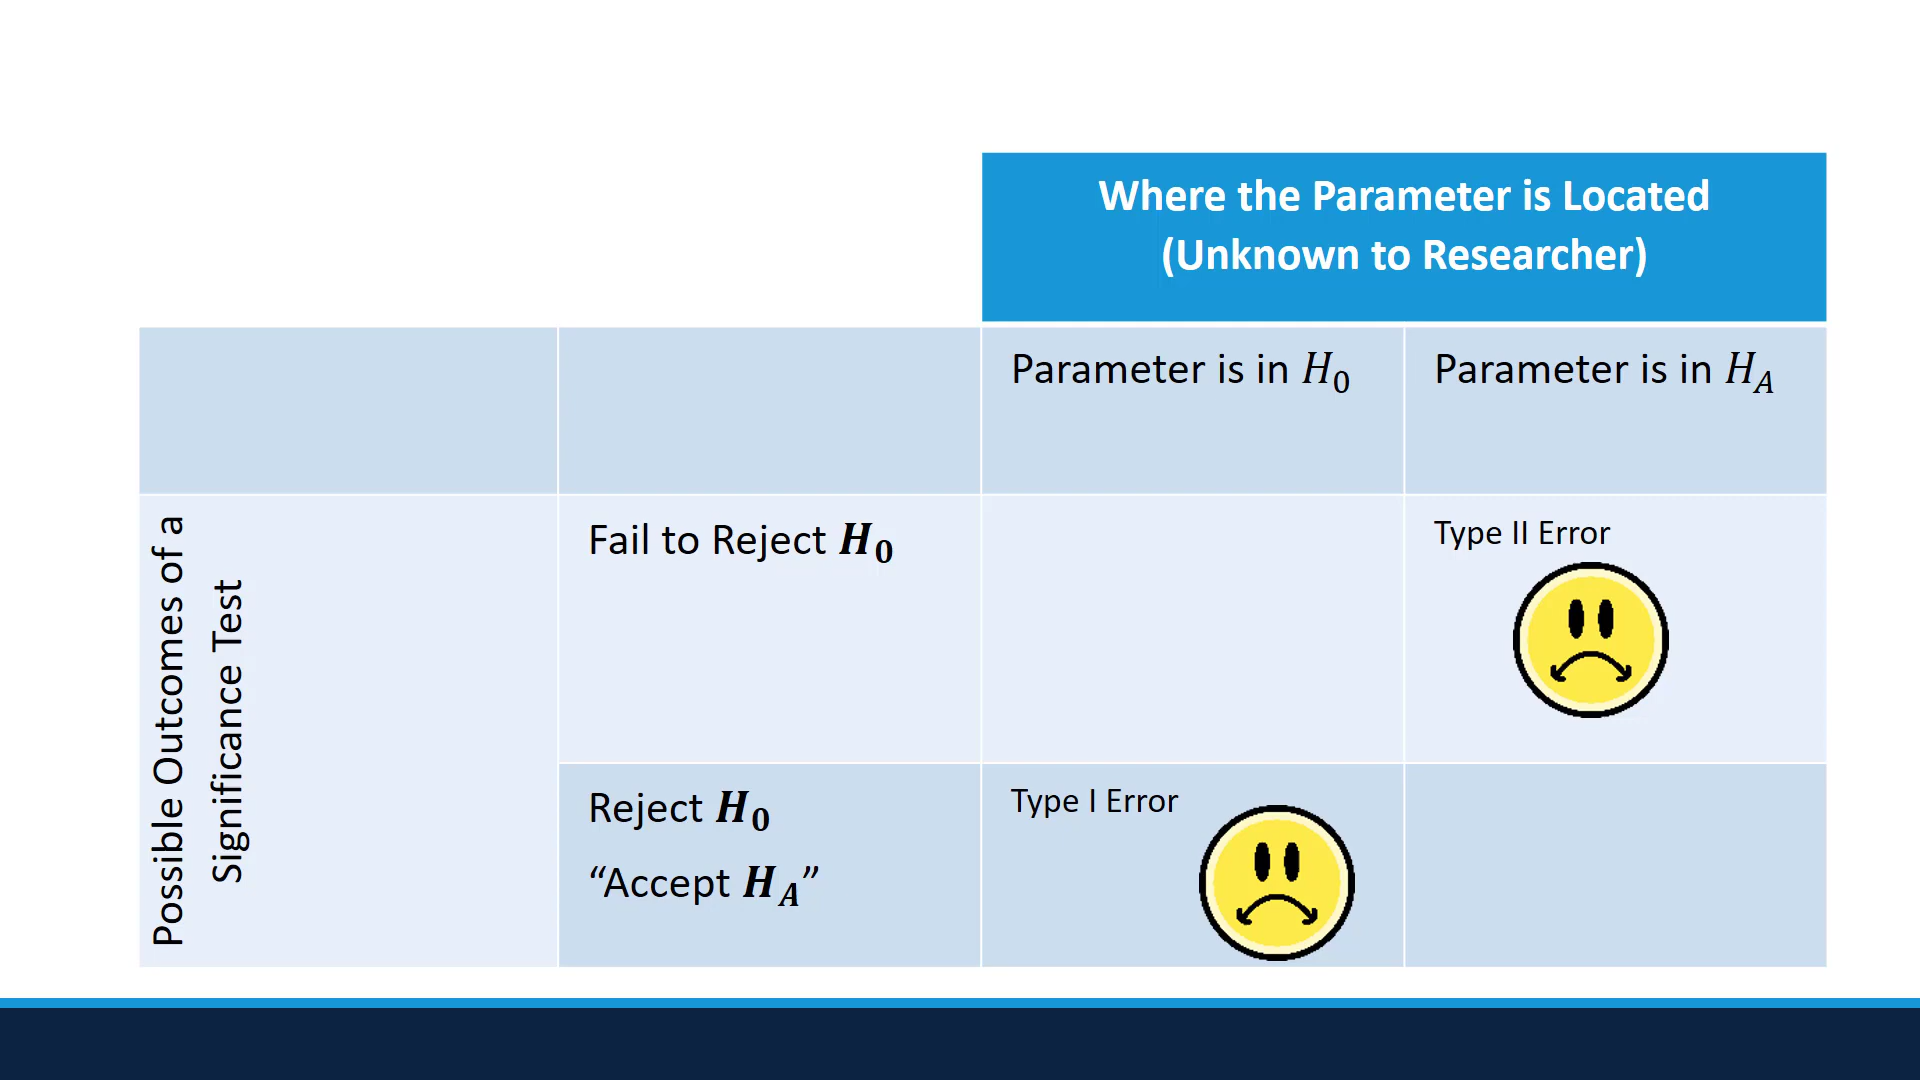 Where the Parameter is Located
(Unknown to Researcher)
Parameter is in H₀
Parameter is in H_A
Possible Outcomes of a
Significance Test
Fail to Reject H₀
Type II Error
Reject H₀
“Accept H_A”
Type I Error